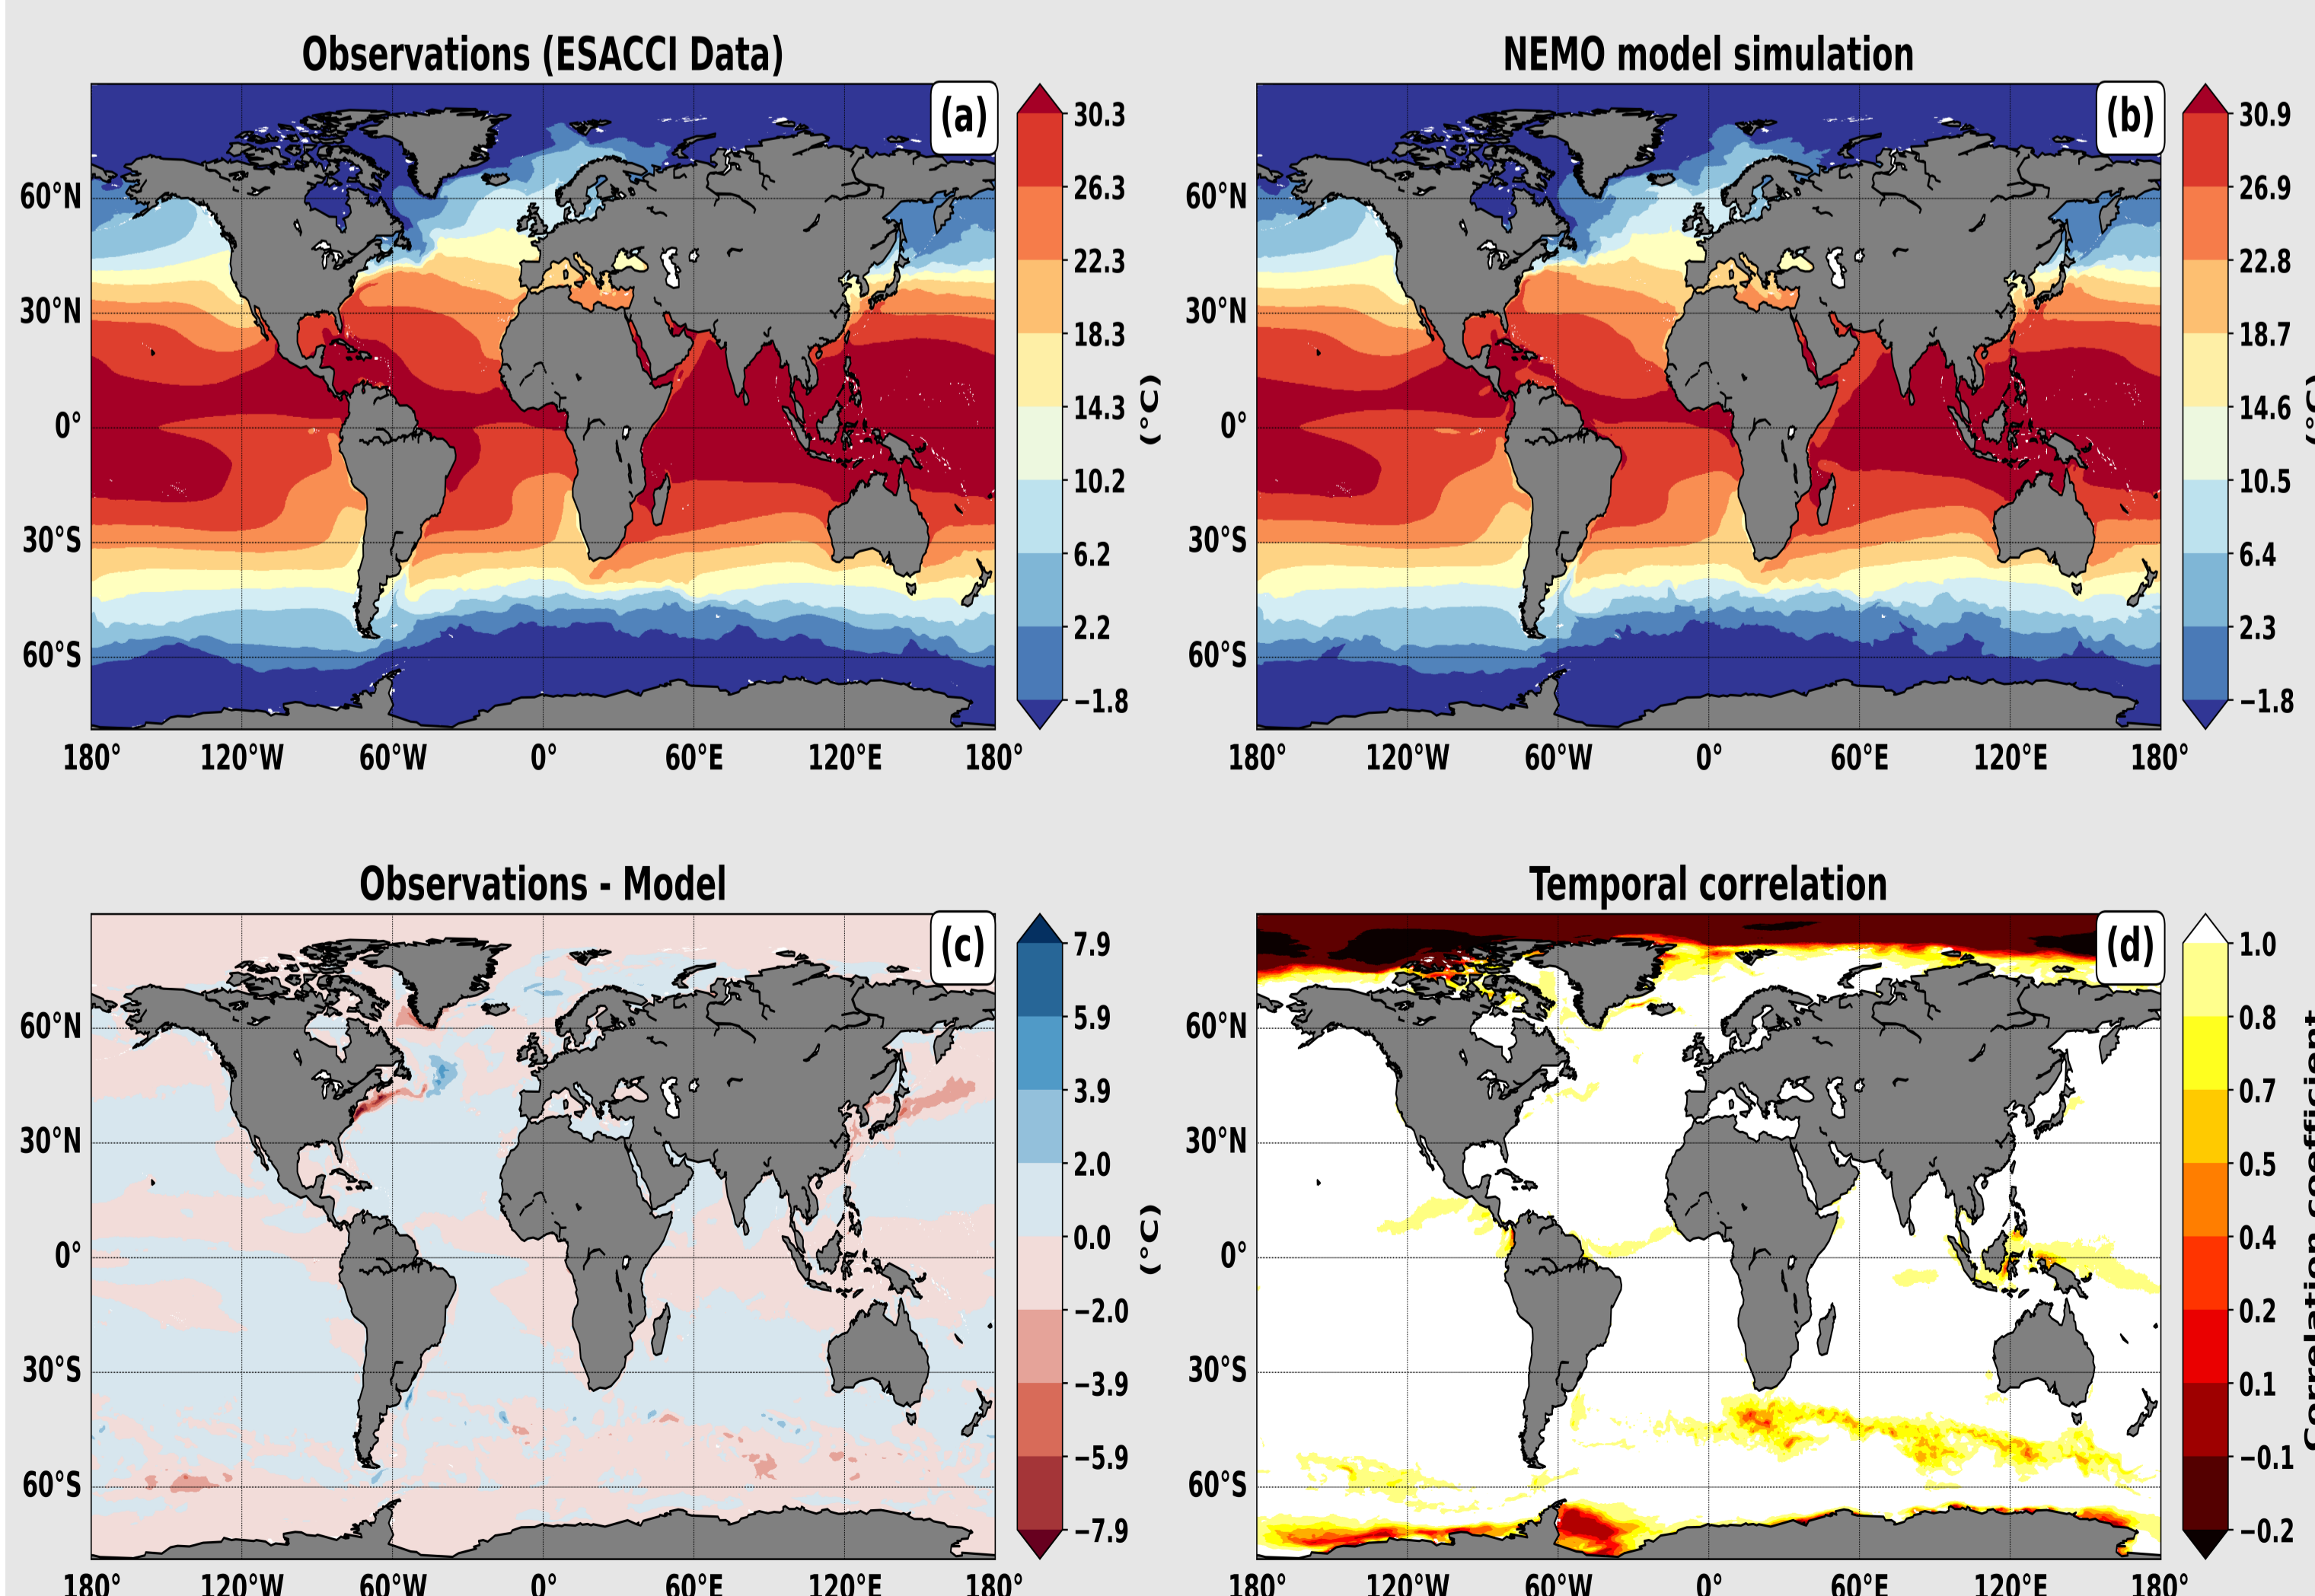 Observations (ESACCI Data)
(a)
60°N
30°N
0°
30°S
60°S
180°
120°W
60°W
0°
60°E
120°E
180°
30.3
26.3
22.3
18.3
14.3
10.2
6.2
2.2
−1.8
(°C)
NEMO model simulation
(b)
60°N
30°N
0°
30°S
60°S
180°
120°W
60°W
0°
60°E
120°E
180°
30.9
26.9
22.8
18.7
14.6
10.5
6.4
2.3
−1.8
(°C)
Observations - Model
(c)
60°N
30°N
0°
30°S
60°S
180°
120°W
60°W
0°
60°E
120°E
180°
7.9
5.9
3.9
2.0
0.0
−2.0
−3.9
−5.9
−7.9
(°C)
Temporal correlation
(d)
60°N
30°N
0°
30°S
60°S
180°
120°W
60°W
0°
60°E
120°E
180°
1.0
0.8
0.7
0.5
0.4
0.2
0.1
−0.1
−0.2
Correlation coefficient